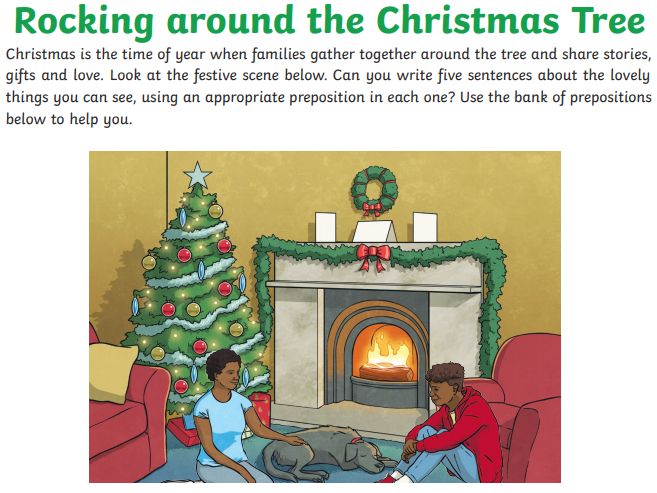 Rocking around the Christmas Tree
Christmas is the time of year when families gather together around the tree and share stories,
gifts and love. Look at the festive scene below. Can you write five sentences about the lovely
things you can see, using an appropriate preposition in each one? Use the bank of prepositions
below to help you.